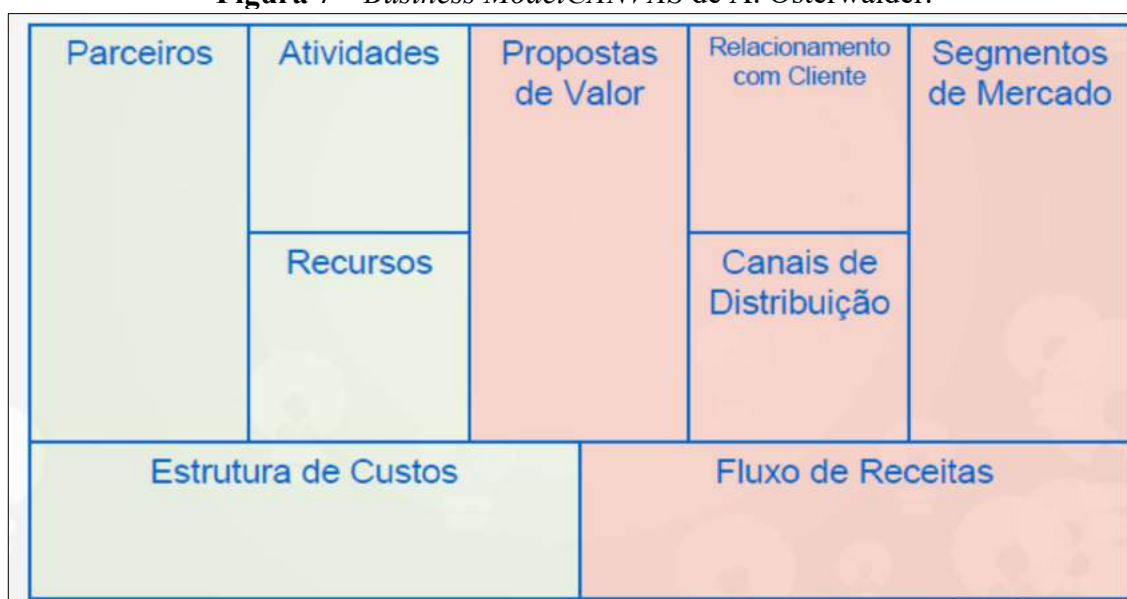 Figura 7 – Business ModelCANVAS de A. Osterwalder.
Parceiros
Atividades
Propostas
de Valor
Relacionamento
com Cliente
Segmentos
de Mercado
Recursos
Canais de
Distribuição
Estrutura de Custos
Fluxo de Receitas